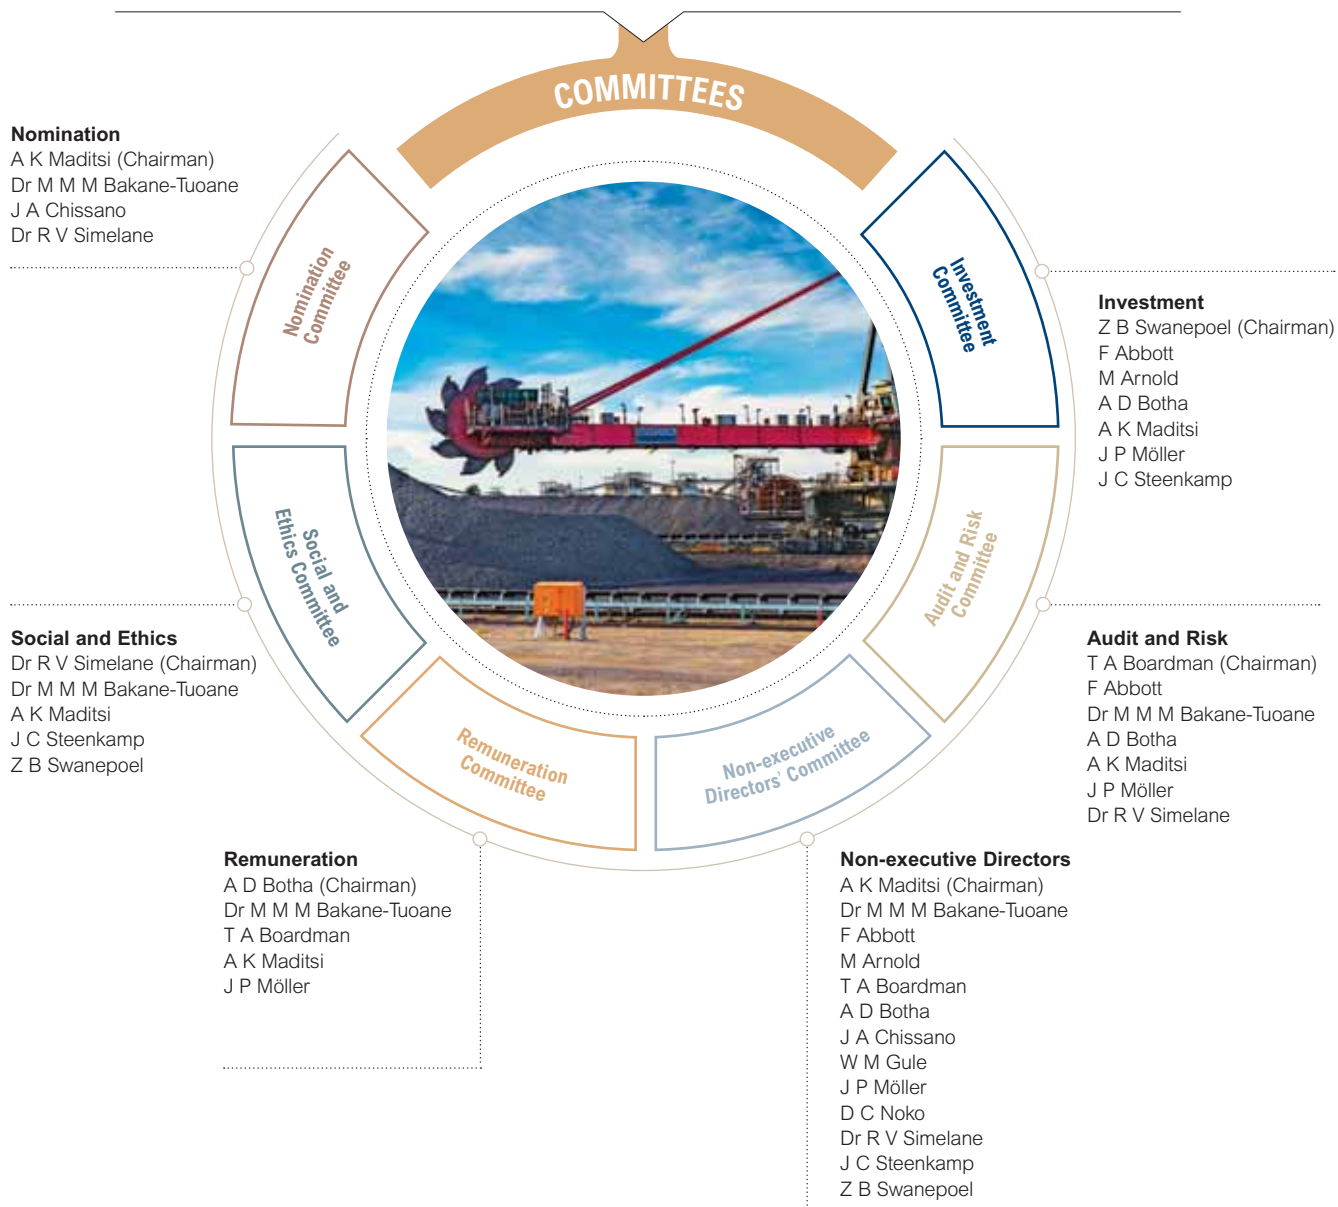 COMMITTEES
Nomination
A K Maditsi (Chairman)
Dr M M M Bakane-Tuoane
J A Chissano
Dr R V Simelane
Nomination
Committee
Investment
Committee
Investment
Z B Swanepoel (Chairman)
F Abbott
M Arnold
A D Botha
A K Maditsi
J P Möller
J C Steenkamp
Social and
Ethics Committee
Audit and Risk
Committee
Social and Ethics
Dr R V Simelane (Chairman)
Dr M M M Bakane-Tuoane
A K Maditsi
J C Steenkamp
Z B Swanepoel
Audit and Risk
T A Boardman (Chairman)
F Abbott
Dr M M M Bakane-Tuoane
A D Botha
A K Maditsi
J P Möller
Dr R V Simelane
Remuneration
Committee
Non-executive
Directors' Committee
Remuneration
A D Botha (Chairman)
Dr M M M Bakane-Tuoane
T A Boardman
A K Maditsi
J P Möller
Non-executive Directors
A K Maditsi (Chairman)
Dr M M M Bakane-Tuoane
F Abbott
M Arnold
T A Boardman
A D Botha
J A Chissano
W M Gule
J P Möller
D C Noko
Dr R V Simelane
J C Steenkamp
Z B Swanepoel